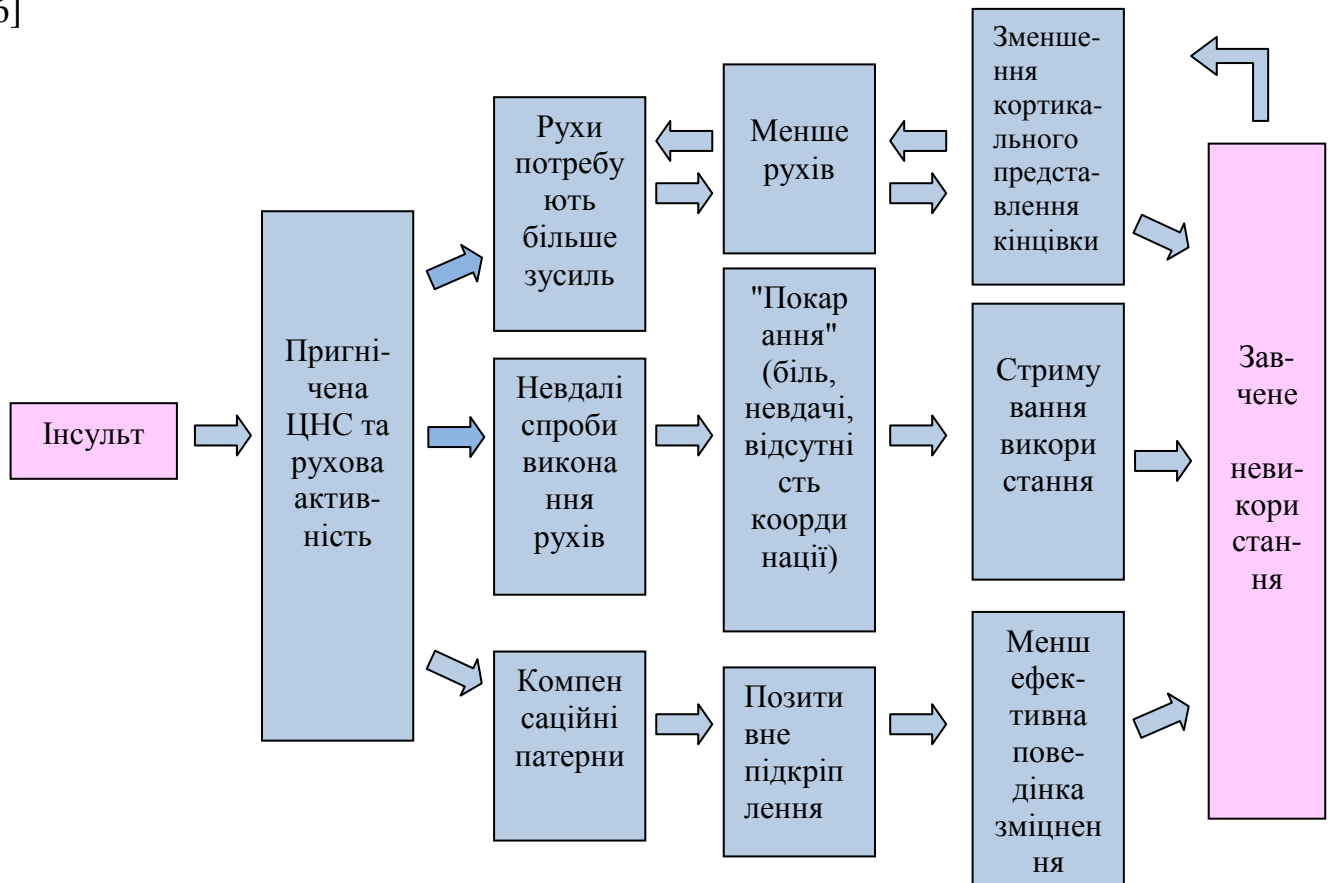 6]
Інсульт
Пригні-
чена
ЦНС та
рухова
актив-
ність
Рухи
потребу
ють
більше
зусиль
Менше
рухів
Зменше-
ння
кортика-
льного
предста-
влення
кінцівки
Невдалі
спроби
викона
ння
рухів
"Покар
ання"
(біль,
невдачі,
відсутні
сть
коорди
нації)
Стриму
вання
викори
стання
Компен
саційні
патерни
Позити
вне
підкріп
лення
Менш
ефек-
тивна
пове-
дінка
зміцнен
ня
Зав-
чене
неви-
кори
стан-
ня